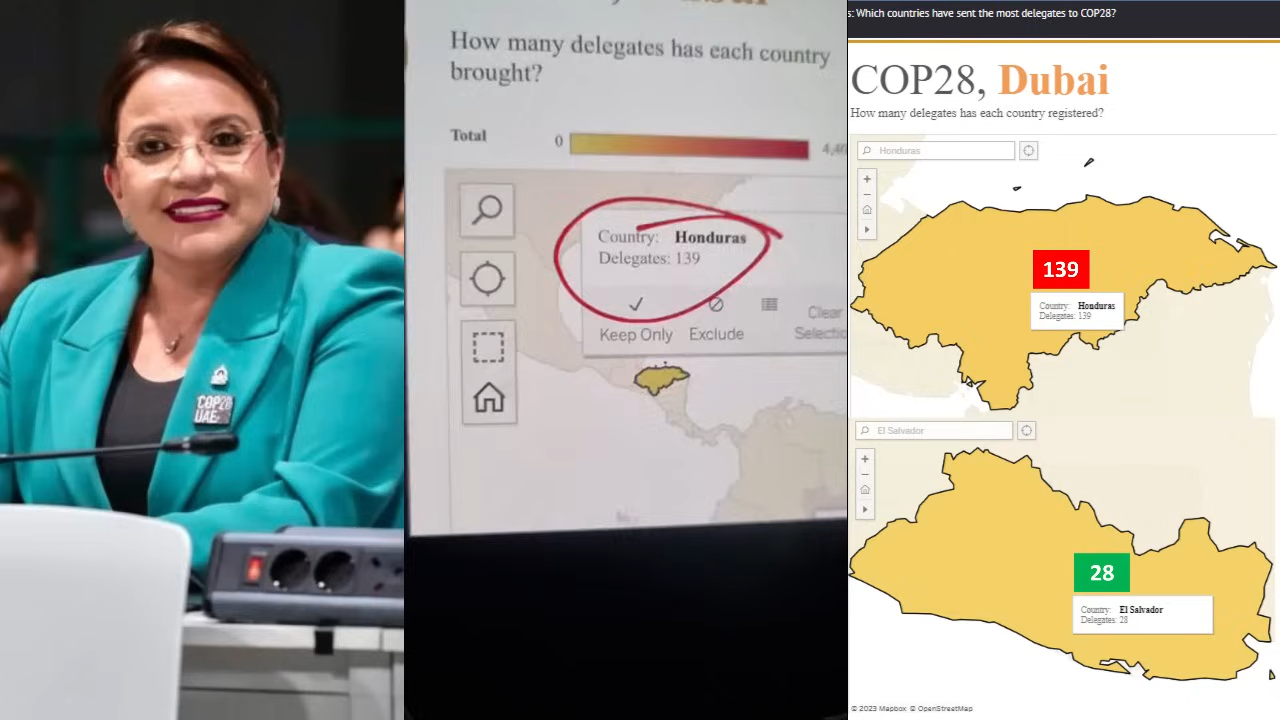 COP28
UAE
How many delegates has each country
brought?
Total
0
Country: Honduras
Delegates: 139
Keep Only
Exclude
Clear
Selectio
s: Which countries have sent the most delegates to COP28?
COP28, Dubai
How many delegates has each country registered?
Honduras
139
Country: Honduras
Delegates: 139
El Salvador
28
Country: El Salvador
Delegates: 28
© 2023 Mapbox © OpenStreetMap